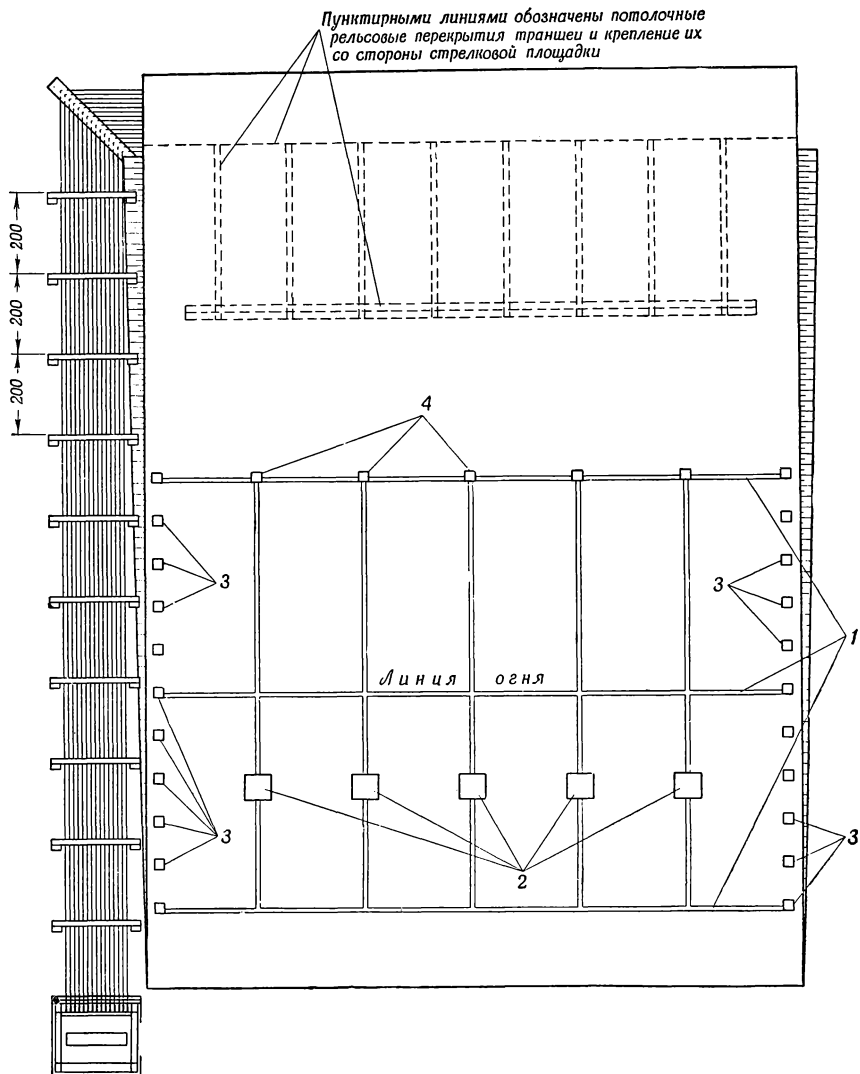 Пунктирными линиями обозначены потолочные
рельсовые перекрытия траншеи и крепление их
со стороны стрелковой площадки
200
200
200
4
3
3
1
Линия огня
3
3
2